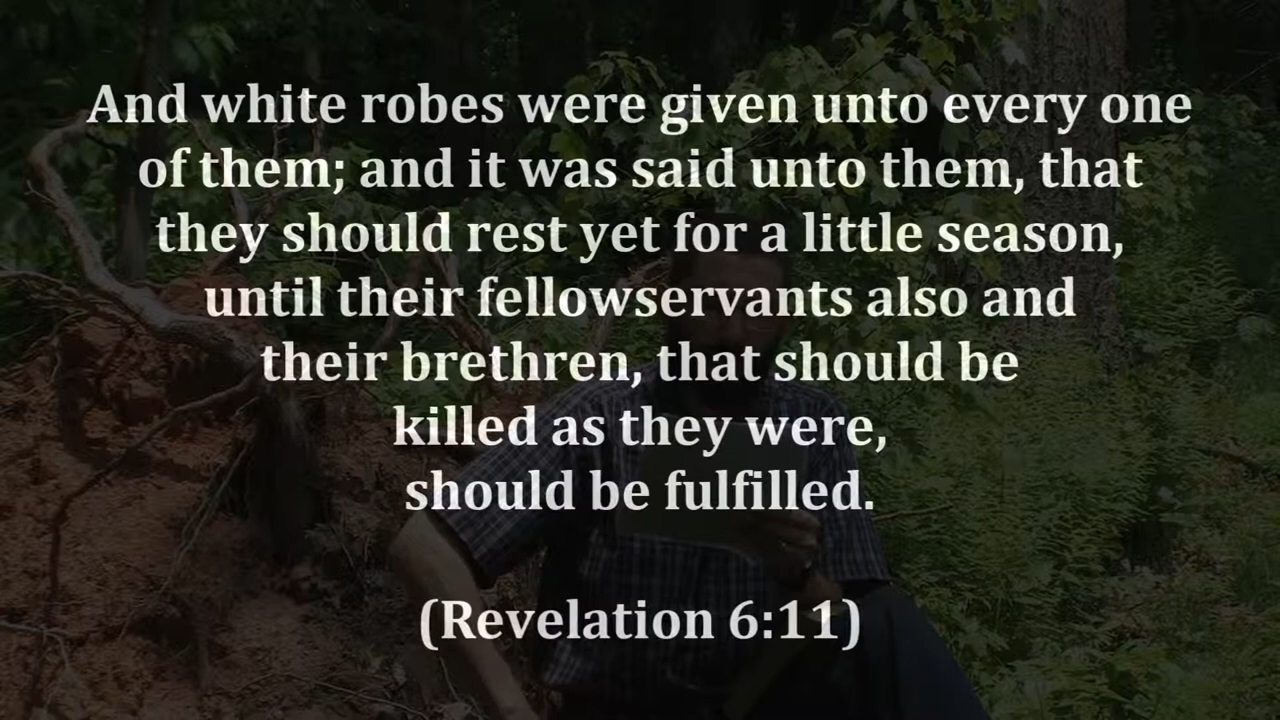 And white robes were given unto every one
of them; and it was said unto them, that
they should rest yet for a little season,
until their fellowservants also and
their brethren, that should be
killed as they were,
should be fulfilled.
(Revelation 6:11)